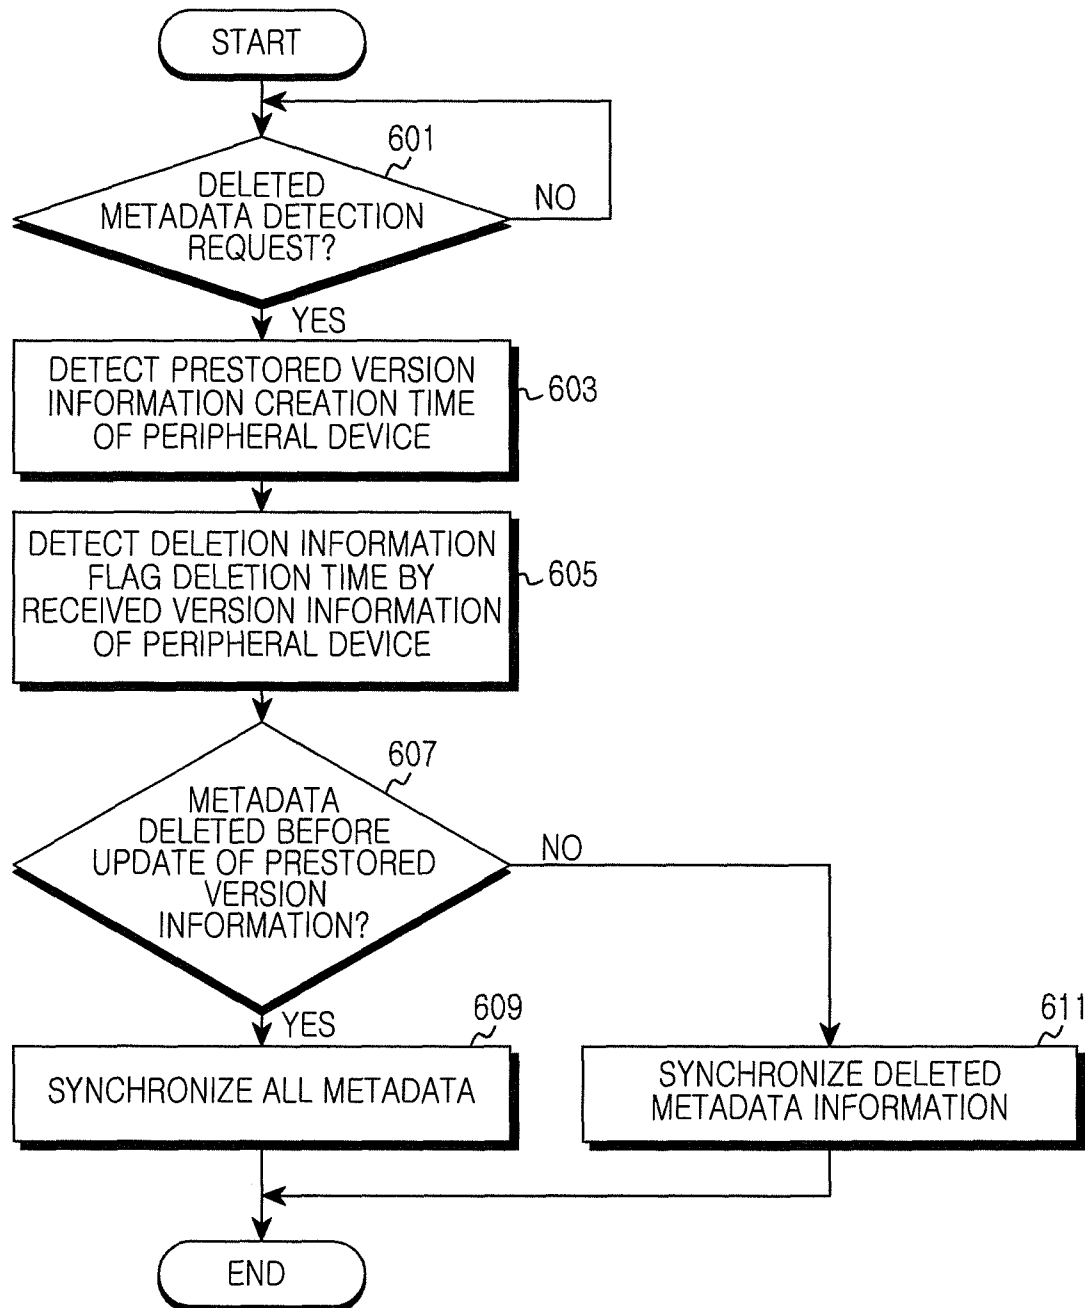 START
601
DELETED
METADATA DETECTION
REQUEST?
NO
YES
DETECT PRESTORED VERSION
INFORMATION CREATION TIME
OF PERIPHERAL DEVICE
603
DETECT DELETION INFORMATION
FLAG DELETION TIME BY
RECEIVED VERSION INFORMATION
OF PERIPHERAL DEVICE
605
607
METADATA
DELETED BEFORE
UPDATE OF PRESTORED
VERSION
INFORMATION?
NO
YES
609
SYNCHRONIZE ALL METADATA
611
SYNCHRONIZE DELETED
METADATA INFORMATION
END